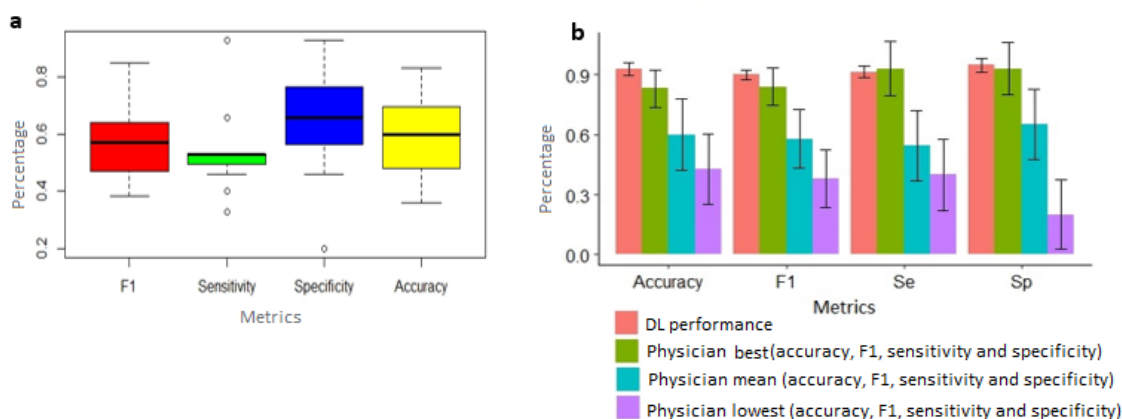 a
Percentage
0.8
0.6
0.4
0.2
F1 Sensitivity Specificity Accuracy
Metrics
b
Percentage
0.9
0.6
0.3
0.0
Accuracy F1 Se Sp
Metrics
DL performance
Physician best(accuracy, F1, sensitivity and specificity)
Physician mean (accuracy, F1, sensitivity and specificity)
Physician lowest (accuracy, F1, sensitivity and specificity)